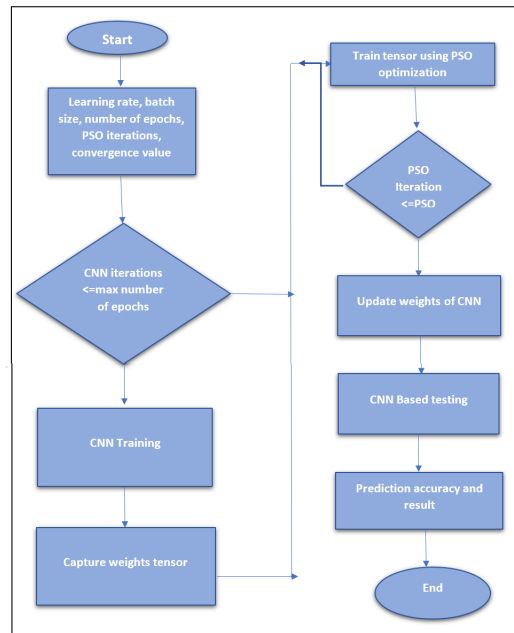 Start
Learning rate, batch
size, number of epochs,
PSO iterations,
convergence value
CNN iterations
<=max number
of epochs
CNN Training
Capture weights tensor
Train tensor using PSO
optimization
PSO
Iteration
<=PSO
Update weights of CNN
CNN Based testing
Prediction accuracy and
result
End